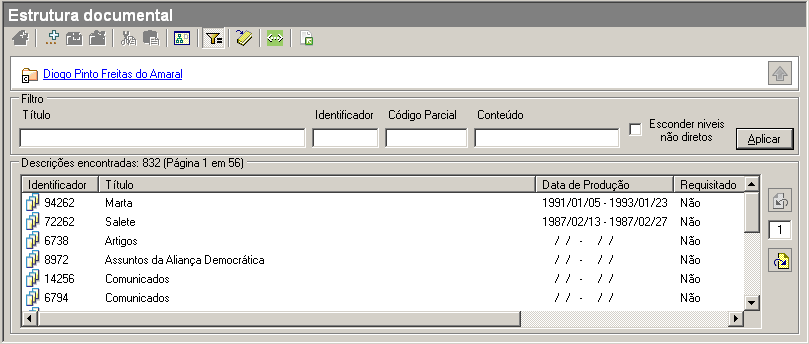 Estrutura documental
Diogo Pinto Freitas do Amaral
Filtro
Título Identificador Código Parcial Conteúdo
Esconder niveis
não diretos
Aplicar
Descrições encontradas: 832 (Página 1 em 56)
Identificador Título Data de Produção Requisitado
94262 Marta 1991/01/05 - 1993/01/23 Não
72262 Salete 1987/02/13 - 1987/02/27 Não
6738 Artigos / / - / / Não
8972 Assuntos da Aliança Democrática / / - / / Não
14256 Comunicados / / - / / Não
6794 Comunicados / / - / / Não
1